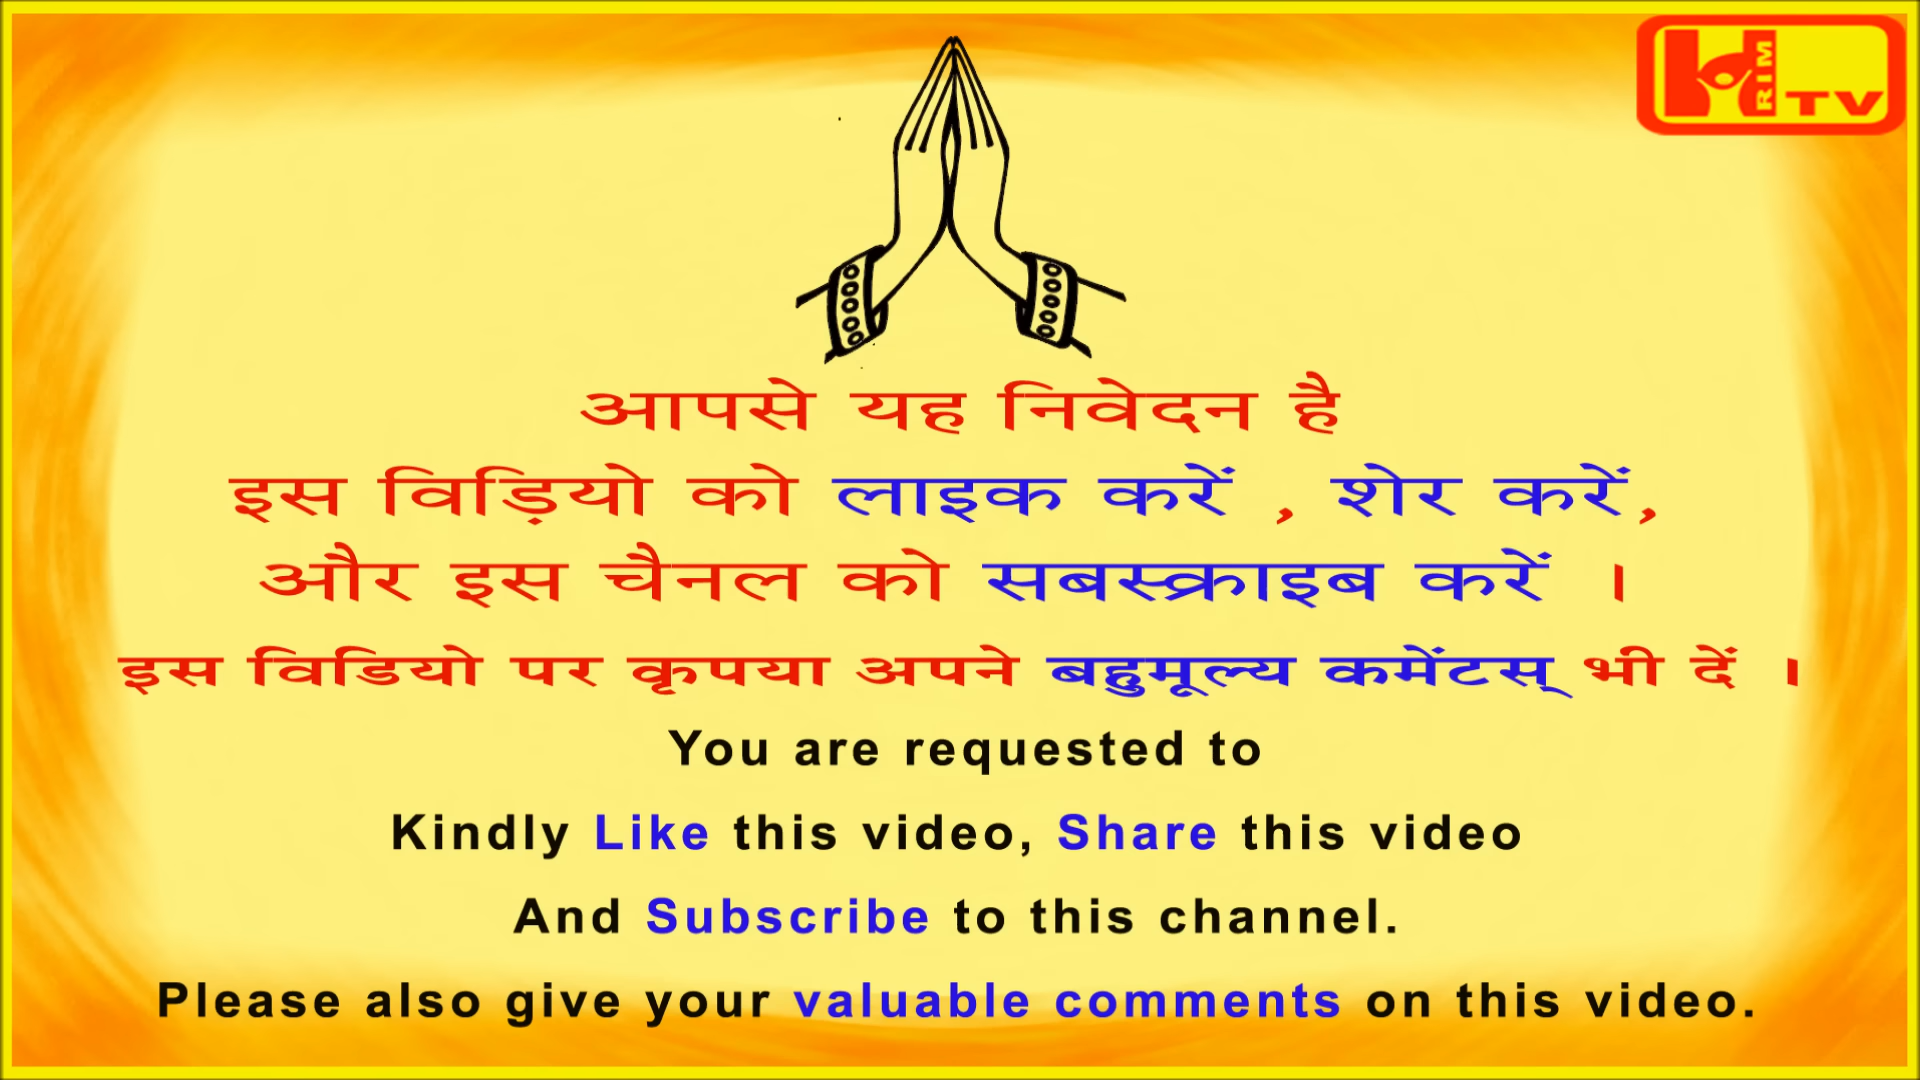 HRIM TV
आपसे यह निवेदन है
इस विड़ियो को लाइक करें , शेर करें,
और इस चैनल को सबस्क्राइब करें ।
इस विडियो पर कृपया अपने बहुमूल्य कमेंटस् भी दें ।
You are requested to
Kindly Like this video, Share this video
And Subscribe to this channel.
Please also give your valuable comments on this video.